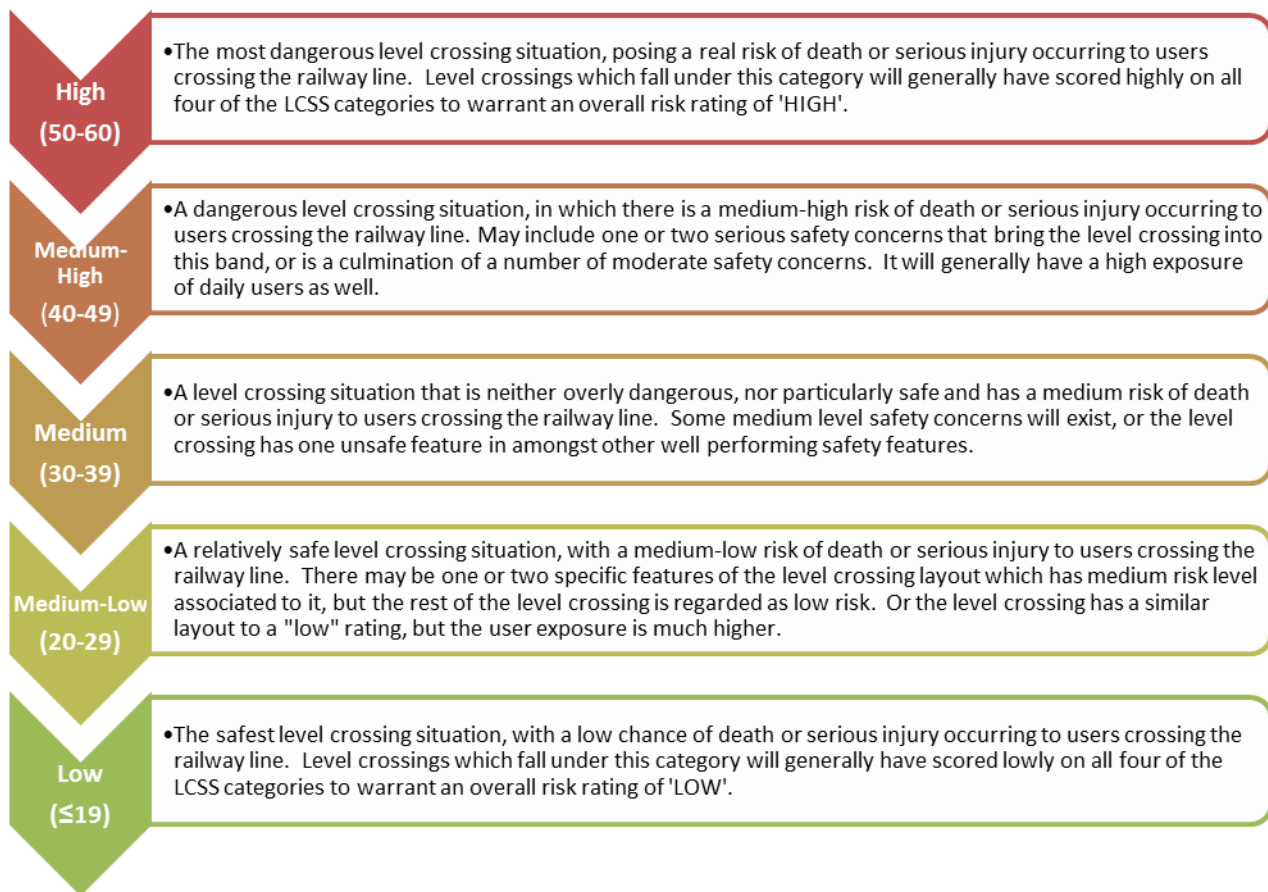 High
(50-60)
•The most dangerous level crossing situation, posing a real risk of death or serious injury occurring to users
crossing the railway line.  Level crossings which fall under this category will generally have scored highly on all
four of the LCSS categories to warrant an overall risk rating of 'HIGH'.
Medium-
High
(40-49)
•A dangerous level crossing situation, in which there is a medium-high risk of death or serious injury occurring to
users crossing the railway line. May include one or two serious safety concerns that bring the level crossing into
this band, or is a culmination of a number of moderate safety concerns.  It will generally have a high exposure
of daily users as well.
Medium
(30-39)
•A level crossing situation that is neither overly dangerous, nor particularly safe and has a medium risk of death
or serious injury to users crossing the railway line.  Some medium level safety concerns will exist, or the level
crossing has one unsafe feature in amongst other well performing safety features.
Medium-Low
(20-29)
•A relatively safe level crossing situation, with a medium-low risk of death or serious injury to users crossing the
railway line.  There may be one or two specific features of the level crossing layout which has medium risk level
associated to it, but the rest of the level crossing is regarded as low risk.  Or the level crossing has a similar
layout to a "low" rating, but the user exposure is much higher.
Low
(≤19)
•The safest level crossing situation, with a low chance of death or serious injury occurring to users crossing the
railway line.  Level crossings which fall under this category will generally have scored lowly on all four of the
LCSS categories to warrant an overall risk rating of 'LOW'.